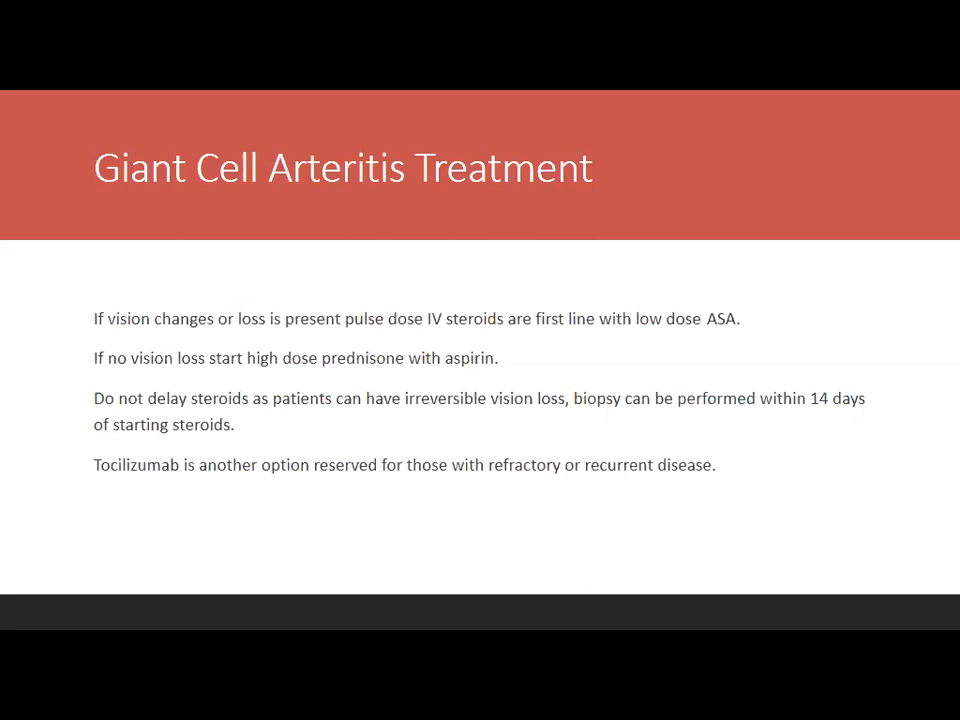 Giant Cell Arteritis Treatment
If vision changes or loss is present pulse dose IV steroids are first line with low dose ASA.
If no vision loss start high dose prednisone with aspirin.
Do not delay steroids as patients can have irreversible vision loss, biopsy can be performed within 14 days
of starting steroids.
Tocilizumab is another option reserved for those with refractory or recurrent disease.